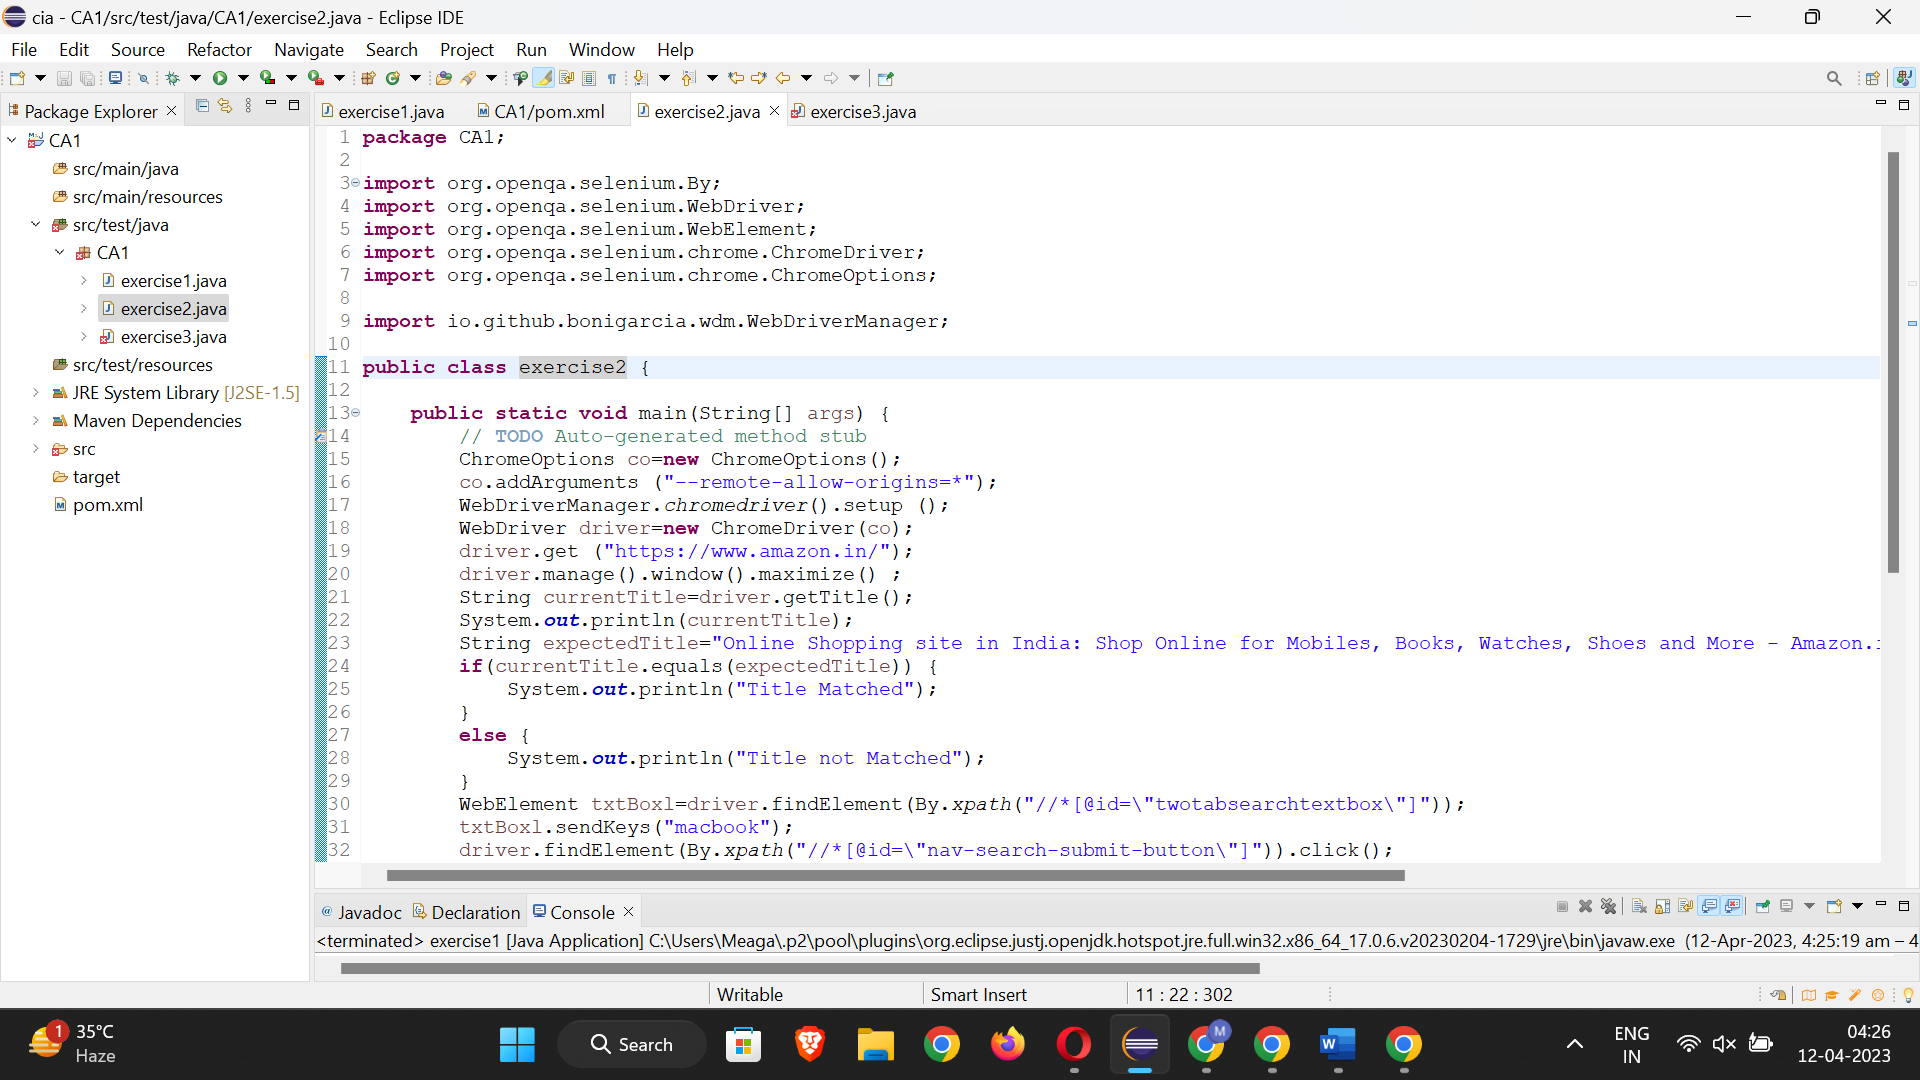 cia - CA1/src/test/java/CA1/exercise2.java - Eclipse IDE
File Edit Source Refactor Navigate Search Project Run Window Help
Package Explorer
exercise1.java CA1/pom.xml exercise2.java exercise3.java
CA1
src/main/java
src/main/resources
src/test/java
CA1
exercise1.java
exercise2.java
exercise3.java
src/test/resources
JRE System Library [J2SE-1.5]
Maven Dependencies
src
target
pom.xml
1 package CA1;
2
3 import org.openqa.selenium.By;
4 import org.openqa.selenium.WebDriver;
5 import org.openqa.selenium.WebElement;
6 import org.openqa.selenium.chrome.ChromeDriver;
7 import org.openqa.selenium.chrome.ChromeOptions;
8
9 import io.github.bonigarcia.wdm.WebDriverManager;
10
11 public class exercise2 {
12
13 public static void main(String[] args) {
14 // TODO Auto-generated method stub
15 ChromeOptions co=new ChromeOptions();
16 co.addArguments ("--remote-allow-origins=*");
17 WebDriverManager.chromedriver().setup ();
18 WebDriver driver=new ChromeDriver(co);
19 driver.get ("https://www.amazon.in/");
20 driver.manage().window().maximize() ;
21 String currentTitle=driver.getTitle();
22 System.out.println(currentTitle);
23 String expectedTitle="Online Shopping site in India: Shop Online for Mobiles, Books, Watches, Shoes and More - Amazon.
24 if(currentTitle.equals(expectedTitle)) {
25 System.out.println("Title Matched");
26 }
27 else {
28 System.out.println("Title not Matched");
29 }
30 WebElement txtBoxl=driver.findElement(By.xpath("//*[@id=\"twotabsearchtextbox\"]"));
31 txtBoxl.sendKeys("macbook");
32 driver.findElement(By.xpath("//*[@id=\"nav-search-submit-button\"]")).click();
@ Javadoc Declaration Console
<terminated> exercise1 [Java Application] C:\Users\Meaga\.p2\pool\plugins\org.eclipse.justj.openjdk.hotspot.jre.full.win32.x86_64_17.0.6.v20230204-1729\jre\bin\javaw.exe (12-Apr-2023, 4:25:19 am – 4
Writable Smart Insert 11 : 22 : 302
1 35°C
Haze
Search
M
W
ENG
IN
04:26
12-04-2023